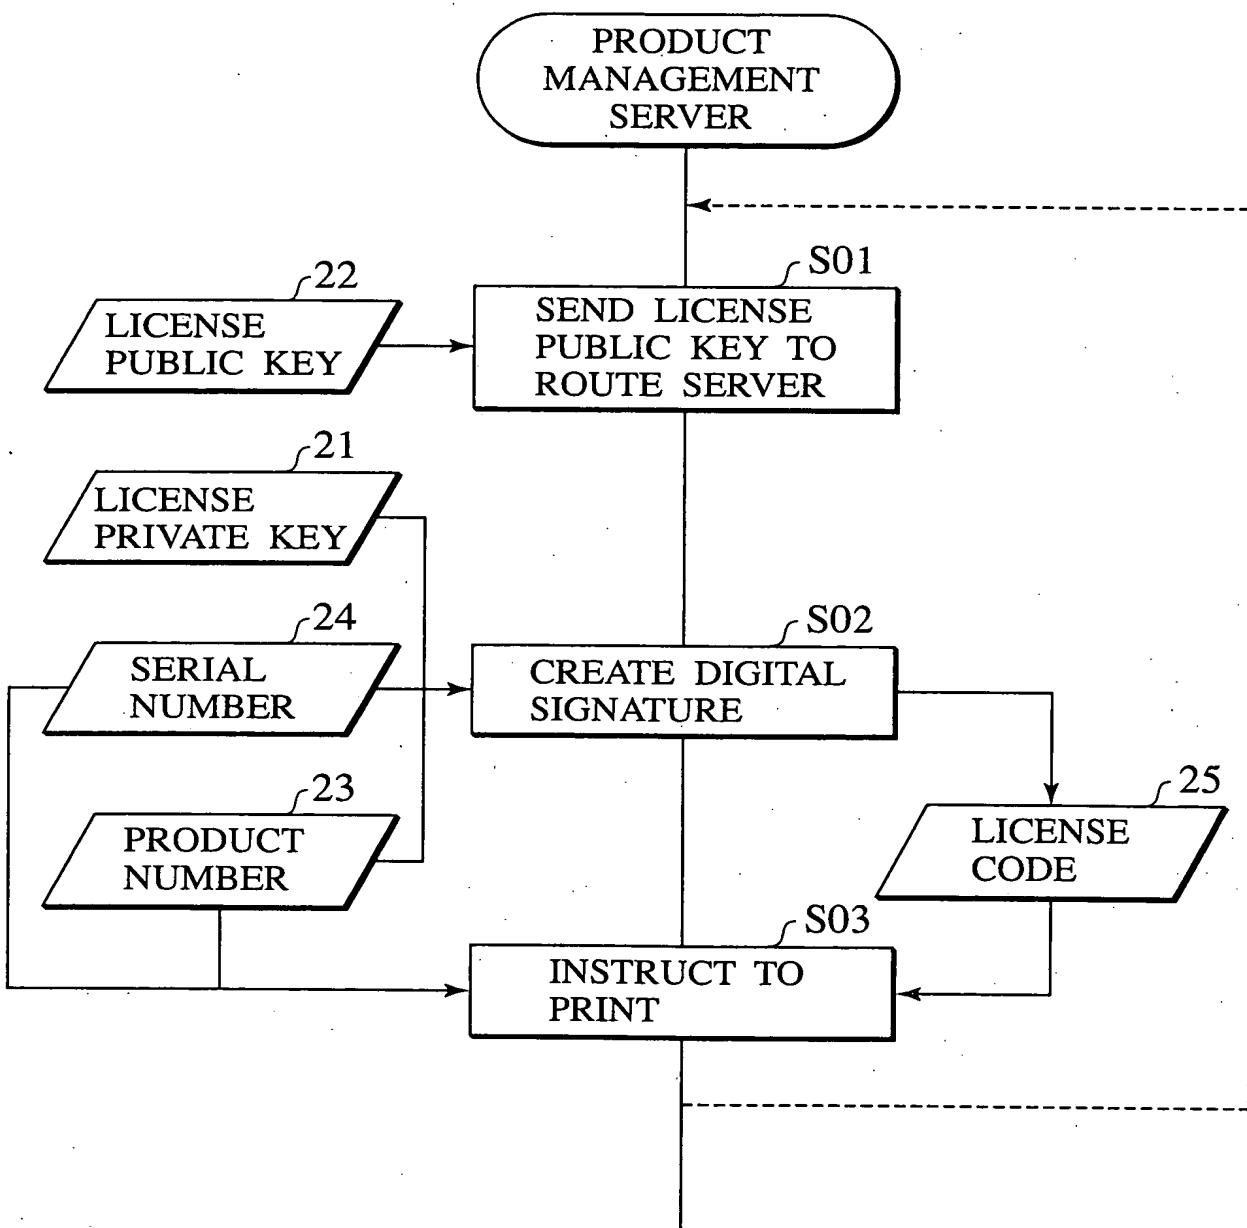 PRODUCT
MANAGEMENT
SERVER
22
LICENSE
PUBLIC KEY
S01
SEND LICENSE
PUBLIC KEY TO
ROUTE SERVER
21
LICENSE
PRIVATE KEY
24
SERIAL
NUMBER
S02
CREATE DIGITAL
SIGNATURE
23
PRODUCT
NUMBER
25
LICENSE
CODE
S03
INSTRUCT TO
PRINT